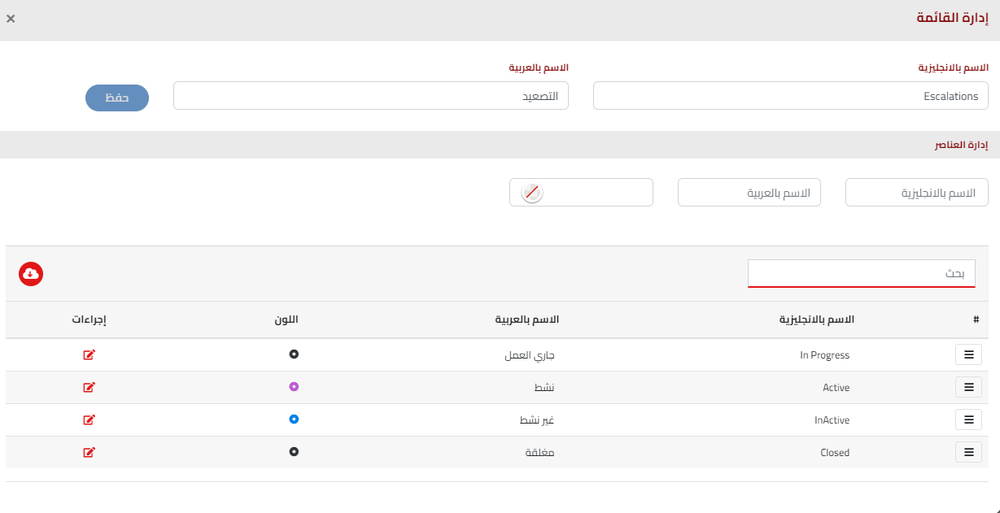 إدارة القائمة ×
الاسم بالانجليزية الاسم بالعربية
Escalations التصعيد حفظ
إدارة العناصر
الاسم بالانجليزية الاسم بالعربية
بحث
# الاسم بالانجليزية الاسم بالعربية اللون إجراءات
In Progress جاري العمل
Active نشط
InActive غير نشط
Closed مغلقة